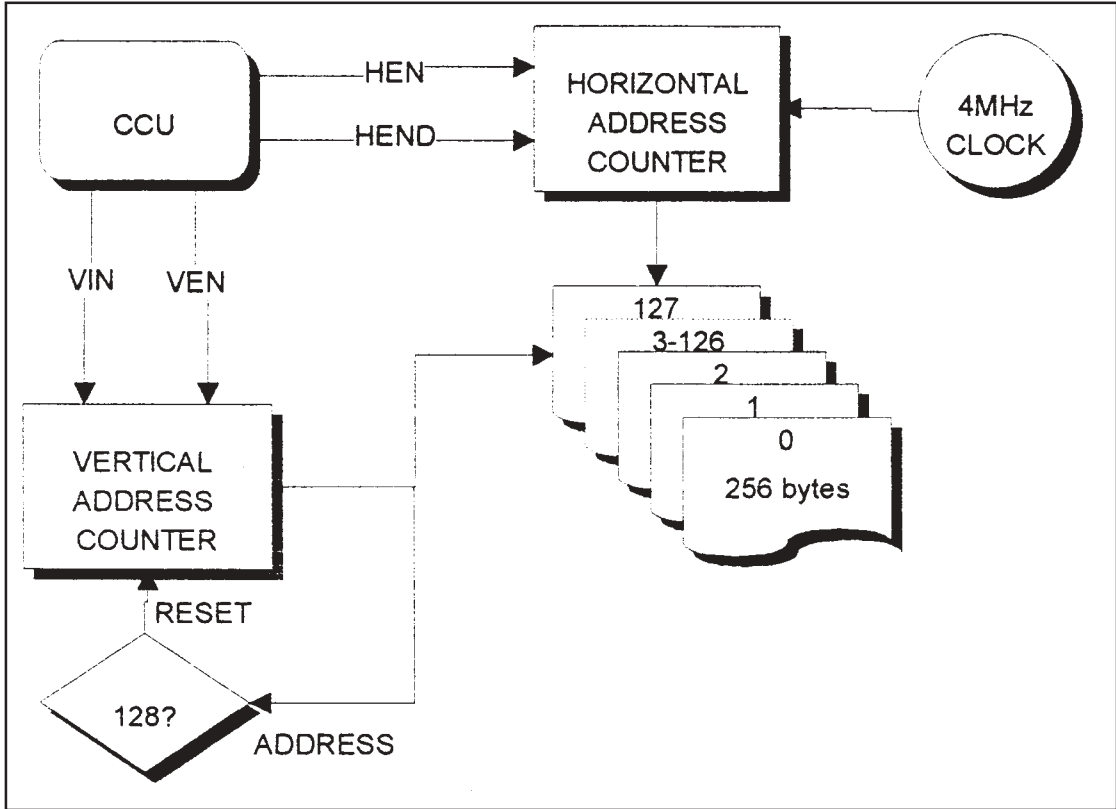 CCU
HEN
HEND
HORIZONTAL
ADDRESS
COUNTER
4MHz
CLOCK
VIN
VEN
127
3-126
2
1
0
256 bytes
VERTICAL
ADDRESS
COUNTER
RESET
128?
ADDRESS